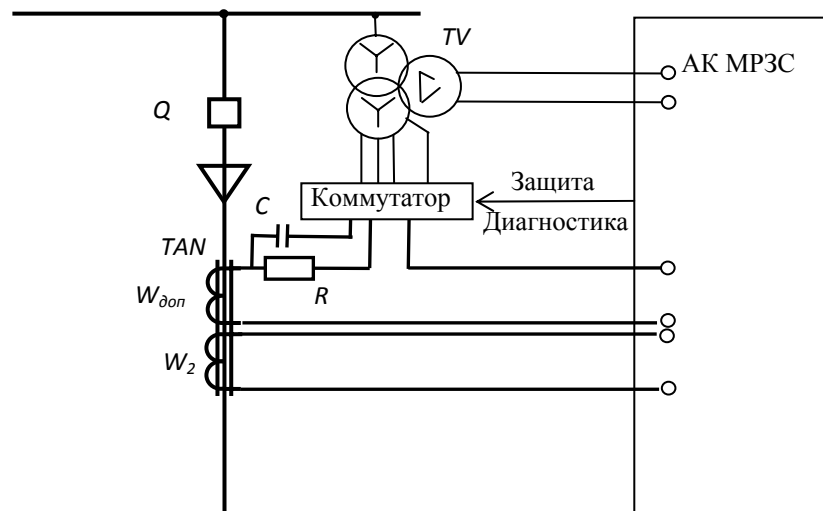 TV
АК МРЗС
Q
Защита
Коммутатор
Диагностика
C
TAN
R
Wдоп
W2